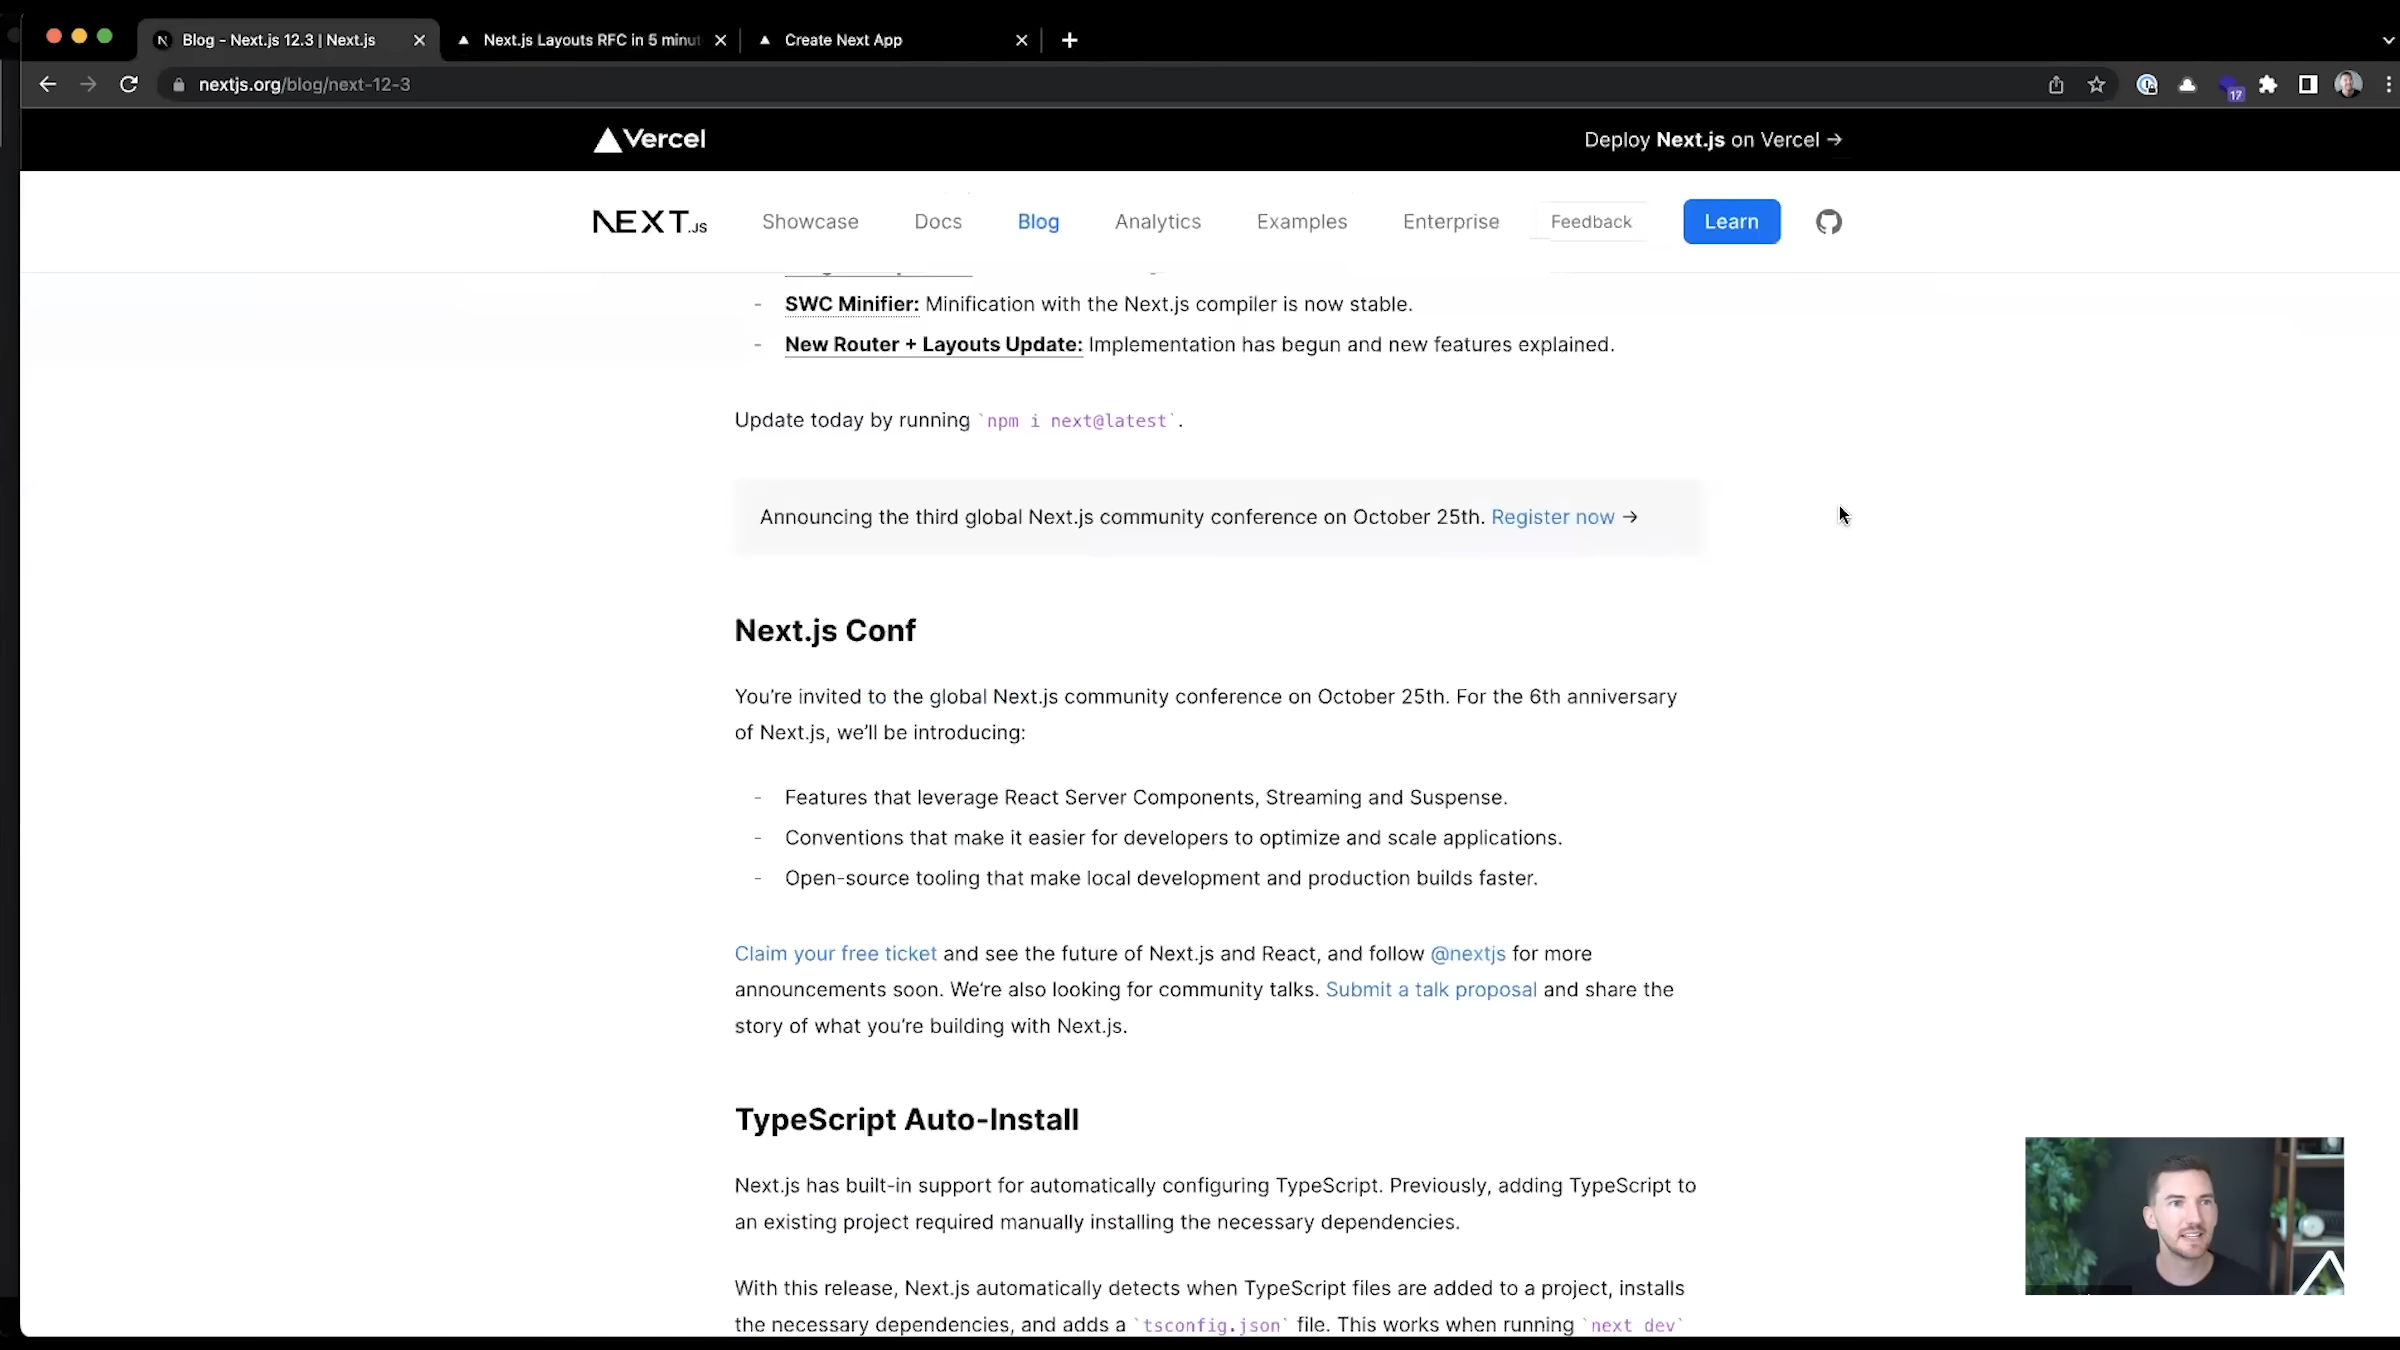 Blog - Next.js 12.3 | Next.js
Next.js Layouts RFC in 5 minut
Create Next App
nextjs.org/blog/next-12-3
17
Vercel
Deploy Next.js on Vercel →
NEXT.JS
Showcase
Docs
Blog
Analytics
Examples
Enterprise
Feedback
Learn
- SWC Minifier: Minification with the Next.js compiler is now stable.
- New Router + Layouts Update: Implementation has begun and new features explained.
Update today by running `npm i next@latest`.
Announcing the third global Next.js community conference on October 25th. Register now →
Next.js Conf
You’re invited to the global Next.js community conference on October 25th. For the 6th anniversary
of Next.js, we’ll be introducing:
- Features that leverage React Server Components, Streaming and Suspense.
- Conventions that make it easier for developers to optimize and scale applications.
- Open-source tooling that make local development and production builds faster.
Claim your free ticket and see the future of Next.js and React, and follow @nextjs for more
announcements soon. We’re also looking for community talks. Submit a talk proposal and share the
story of what you’re building with Next.js.
TypeScript Auto-Install
Next.js has built-in support for automatically configuring TypeScript. Previously, adding TypeScript to
an existing project required manually installing the necessary dependencies.
With this release, Next.js automatically detects when TypeScript files are added to a project, installs
the necessary dependencies, and adds a `tsconfig.json` file. This works when running `next dev`